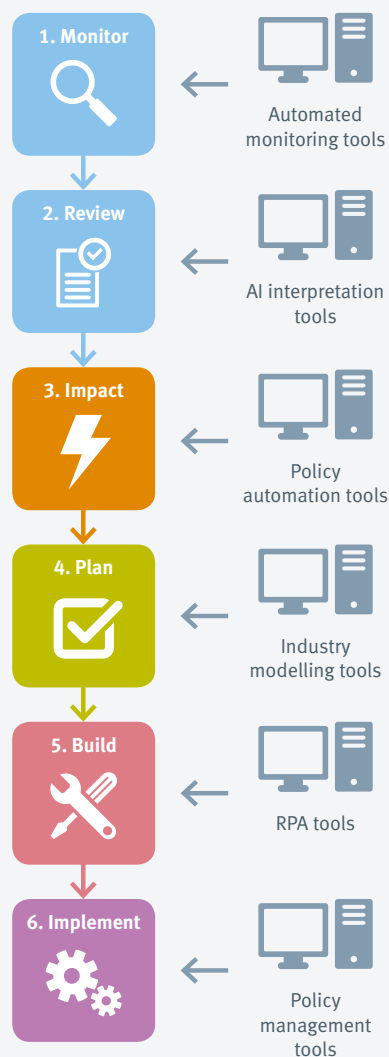 1. Monitor
Automated
monitoring tools
2. Review
AI interpretation
tools
3. Impact
Policy
automation tools
4. Plan
Industry
modelling tools
5. Build
RPA tools
6. Implement
Policy
management
tools